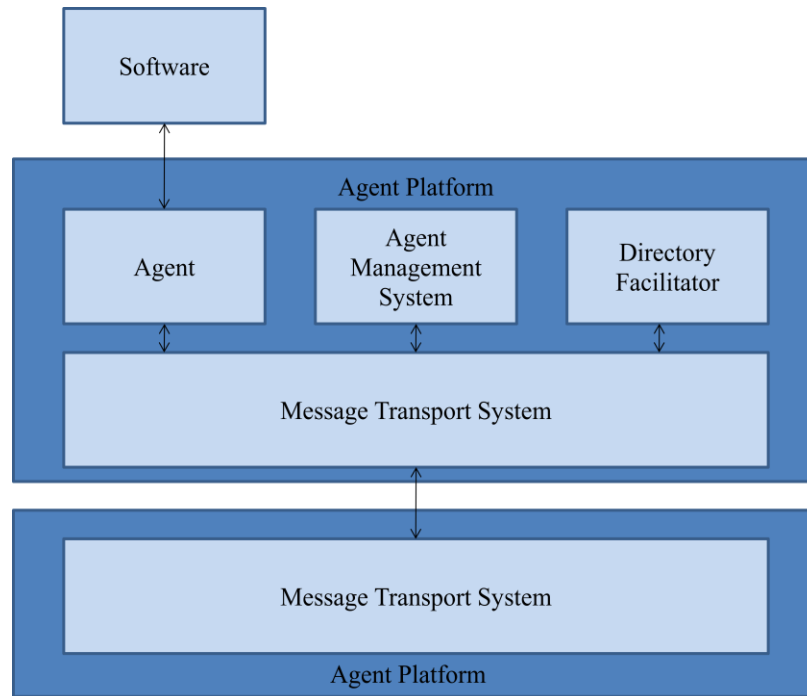 Software
Agent Platform
Agent
Agent
Management
System
Directory
Facilitator
Message Transport System
Message Transport System
Agent Platform